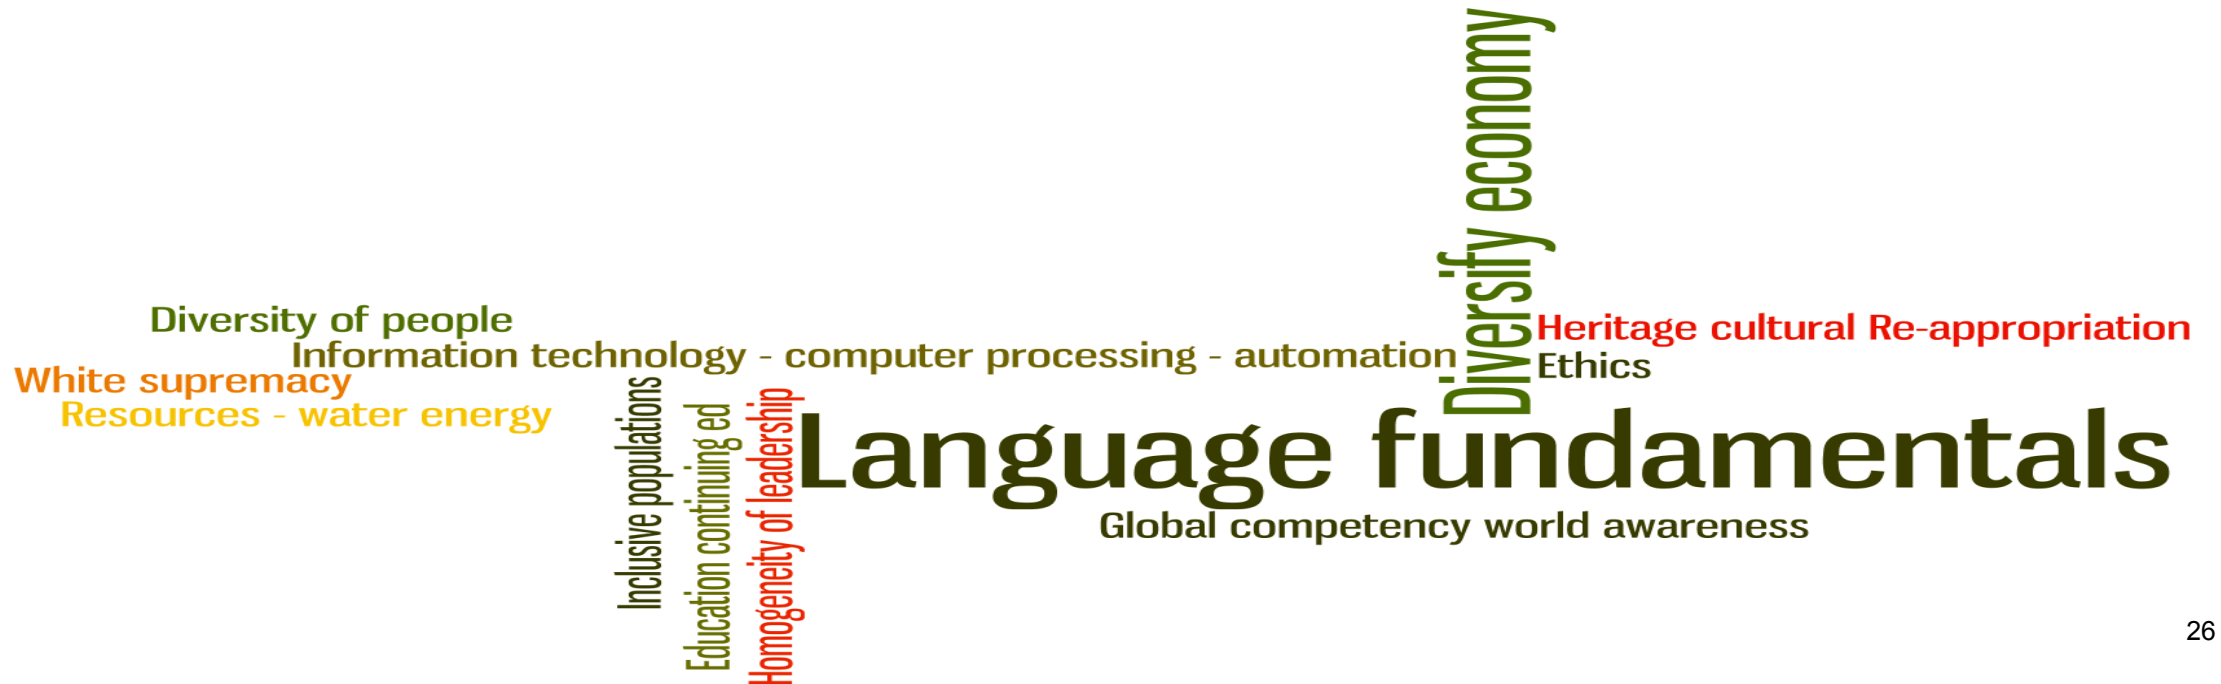 Diversify economy
Diversity of people
Heritage cultural Re-appropriation
Information technology - computer processing - automation
Ethics
White supremacy
Resources - water energy
Inclusive populations
Education continuing ed
Homogeneity of leadership
Language fundamentals
Global competency world awareness
26